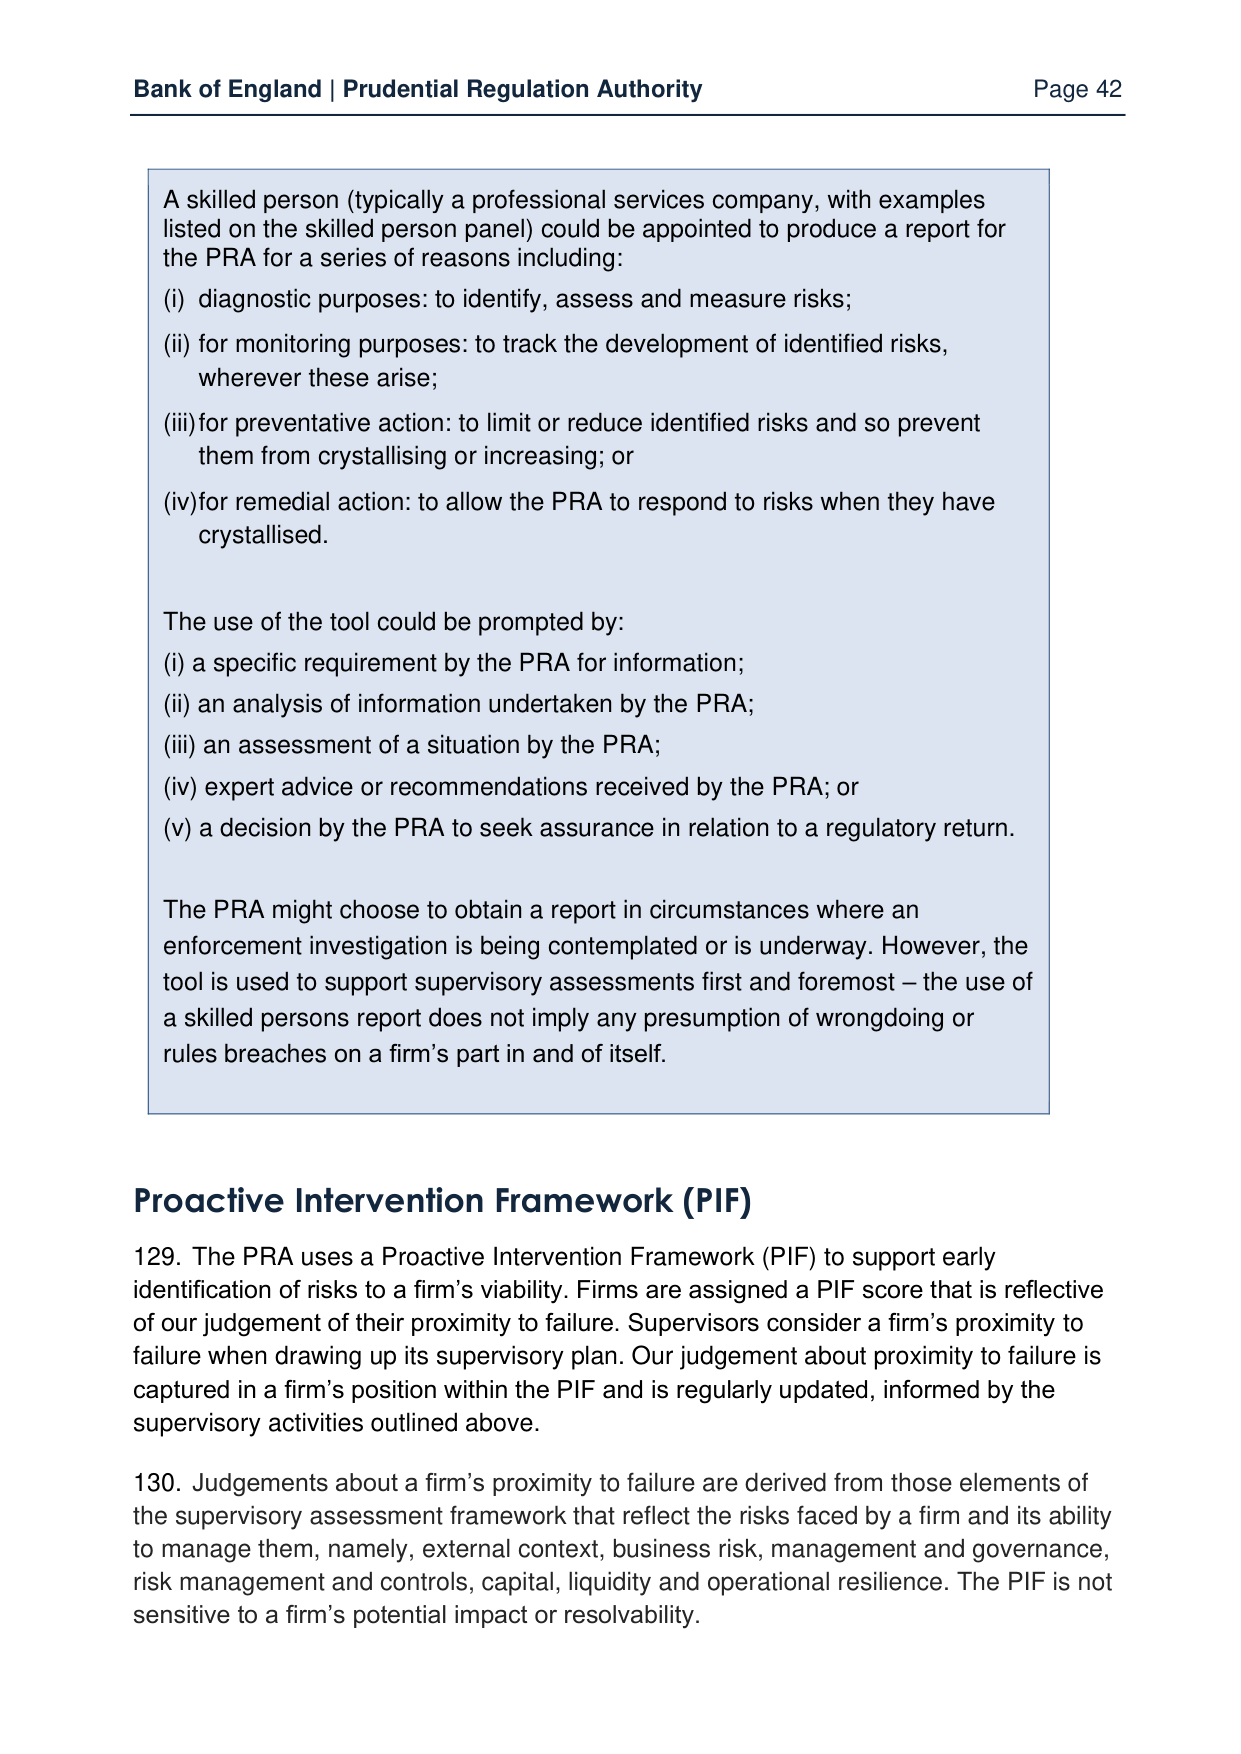 Bank of England | Prudential Regulation Authority Page 42
A skilled person (typically a professional services company, with examples
listed on the skilled person panel) could be appointed to produce a report for
the PRA for a series of reasons including:
(i) diagnostic purposes: to identify, assess and measure risks;
(ii) for monitoring purposes: to track the development of identified risks,
wherever these arise;
(iii) for preventative action: to limit or reduce identified risks and so prevent
them from crystallising or increasing; or
(iv) for remedial action: to allow the PRA to respond to risks when they have
crystallised.
The use of the tool could be prompted by:
(i) a specific requirement by the PRA for information;
(ii) an analysis of information undertaken by the PRA;
(iii) an assessment of a situation by the PRA;
(iv) expert advice or recommendations received by the PRA; or
(v) a decision by the PRA to seek assurance in relation to a regulatory return.
The PRA might choose to obtain a report in circumstances where an
enforcement investigation is being contemplated or is underway. However, the
tool is used to support supervisory assessments first and foremost – the use of
a skilled persons report does not imply any presumption of wrongdoing or
rules breaches on a firm’s part in and of itself.
Proactive Intervention Framework (PIF)
129. The PRA uses a Proactive Intervention Framework (PIF) to support early
identification of risks to a firm’s viability. Firms are assigned a PIF score that is reflective
of our judgement of their proximity to failure. Supervisors consider a firm’s proximity to
failure when drawing up its supervisory plan. Our judgement about proximity to failure is
captured in a firm’s position within the PIF and is regularly updated, informed by the
supervisory activities outlined above.
130. Judgements about a firm’s proximity to failure are derived from those elements of
the supervisory assessment framework that reflect the risks faced by a firm and its ability
to manage them, namely, external context, business risk, management and governance,
risk management and controls, capital, liquidity and operational resilience. The PIF is not
sensitive to a firm’s potential impact or resolvability.